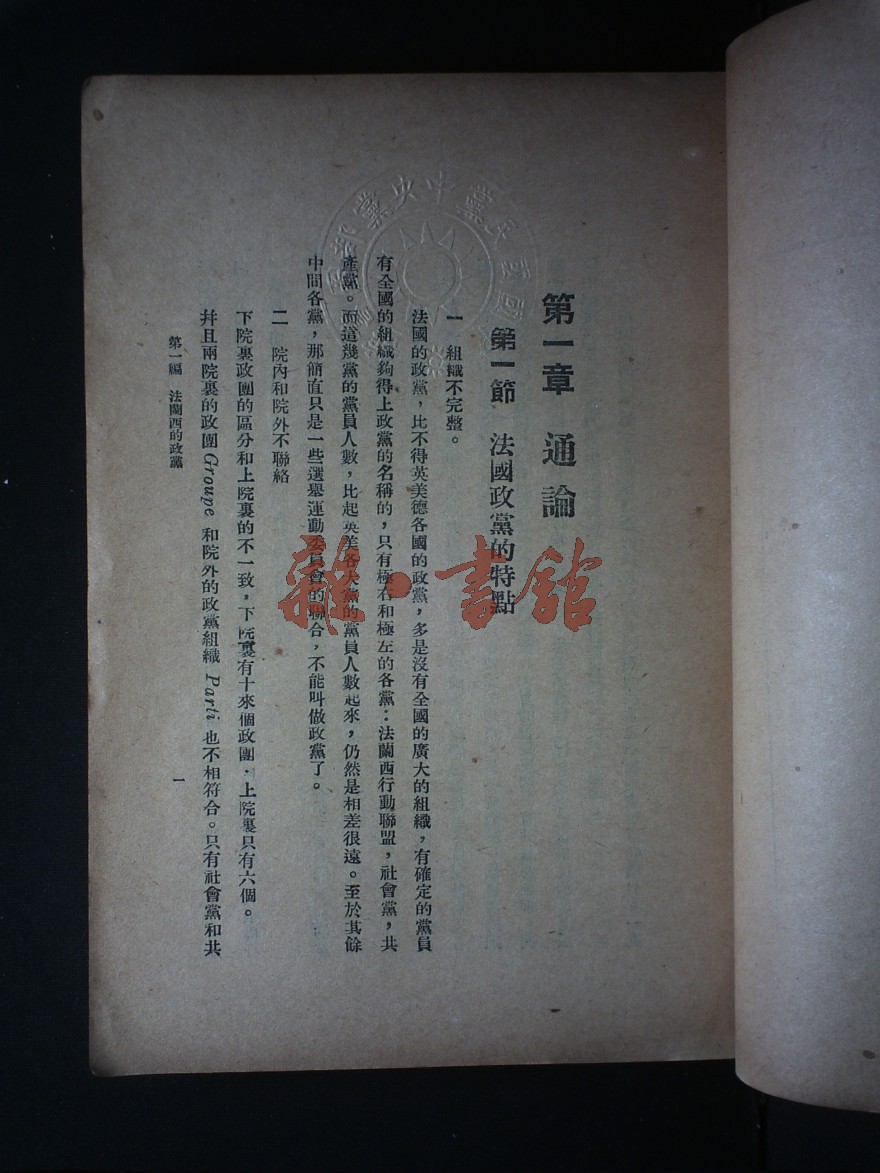 第一章 通論
第一節 法國政黨的特點
一 組織不完整。
法國的政黨，比不得英美德各國的政黨，多是沒有全國的廣大的組織，有確定的黨員
有全國的組織夠得上政黨的名稱的，只有極右和極左的各黨：法蘭西行動聯盟，社會黨，共
產黨。而這幾黨的黨員人數，比起英美各大黨的黨員人數起來，仍然是相差很遠。至於其餘
中間各黨，那簡直只是一些選舉運動委員會的聯合，不能叫做政黨了。
二 院內和院外不聯絡
下院裏政團的區分和上院裏的不一致，下院裏有十來個政團．上院裏只有六個。
幷且兩院裏的政團 Groupe 和院外的政黨組織 Parti 也不相符合。只有社會黨和共
第一編 法蘭西的政黨
一
雜·書館
中央黨部